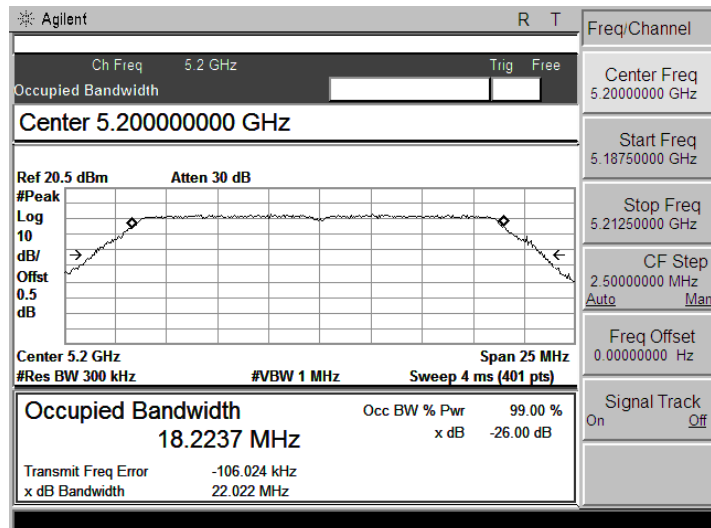 Agilent R T
Ch Freq 5.2 GHz Trig Free
Occupied Bandwidth
Center 5.200000000 GHz
Ref 20.5 dBm Atten 30 dB
#Peak
Log
10
dB/
Offst
0.5
dB
Center 5.2 GHz Span 25 MHz
#Res BW 300 kHz #VBW 1 MHz Sweep 4 ms (401 pts)
Occupied Bandwidth Occ BW % Pwr 99.00 %
18.2237 MHz x dB -26.00 dB
Transmit Freq Error -106.024 kHz
x dB Bandwidth 22.022 MHz
Freq/Channel
Center Freq
5.20000000 GHz
Start Freq
5.18750000 GHz
Stop Freq
5.21250000 GHz
CF Step
2.50000000 MHz
Auto Man
Freq Offset
0.00000000 Hz
Signal Track
On Off